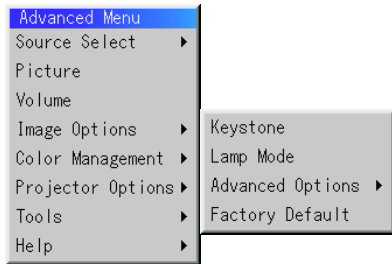 Advanced Menu
Source Select
Picture
Volume
Image Options
Color Management
Projector Options
Tools
Help
Keystone
Lamp Mode
Advanced Options
Factory Default